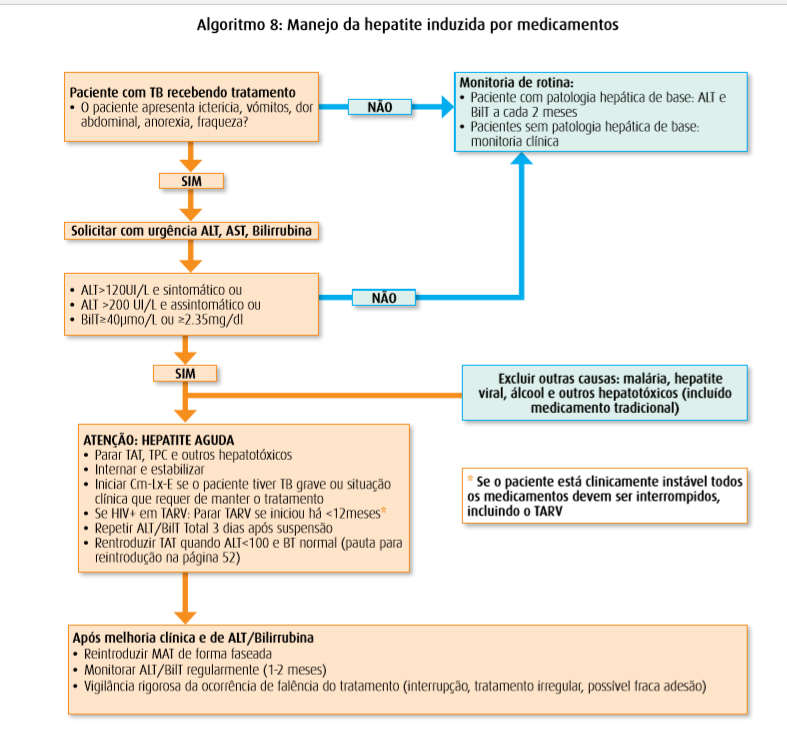 Algoritmo 8: Manejo da hepatite induzida por medicamentos
Paciente com TB recebendo tratamento
• O paciente apresenta ictericia, vómitos, dor
abdominal, anorexia, fraqueza?
NÃO
Monitoria de rotina:
• Paciente com patologia hepática de base: ALT e
BilT a cada 2 meses
• Pacientes sem patologia hepática de base:
monitoria clínica
SIM
Solicitar com urgência ALT, AST, Bilirrubina
• ALT>120UI/L e sintomático ou
• ALT >200 UI/L e assintomático ou
• BilT≥40µmo/L ou ≥2.35mg/dl
NÃO
SIM
Excluir outras causas: malária, hepatite
viral, álcool e outros hepatotóxicos (incluído
medicamento tradicional)
ATENÇÃO: HEPATITE AGUDA
• Parar TAT, TPC e outros hepatotóxicos
• Internar e estabilizar
• Iniciar Cm-Lx-E se o paciente tiver TB grave ou situação
clínica que requer de manter o tratamento
• Se HIV+ em TARV: Parar TARV se iniciou há <12meses*
• Repetir ALT/BilT Total 3 dias após suspensão
• Rentroduzir TAT quando ALT<100 e BT normal (pauta para
reintrodução na página 52)
* Se o paciente está clinicamente instável todos
os medicamentos devem ser interrompidos,
incluindo o TARV
Após melhoria clínica e de ALT/Bilirrubina
• Reintroduzir MAT de forma faseada
• Monitorar ALT/BilT regularmente (1-2 meses)
• Vigilância rigorosa da ocorrência de falência do tratamento (interrupção, tratamento irregular, possível fraca adesão)